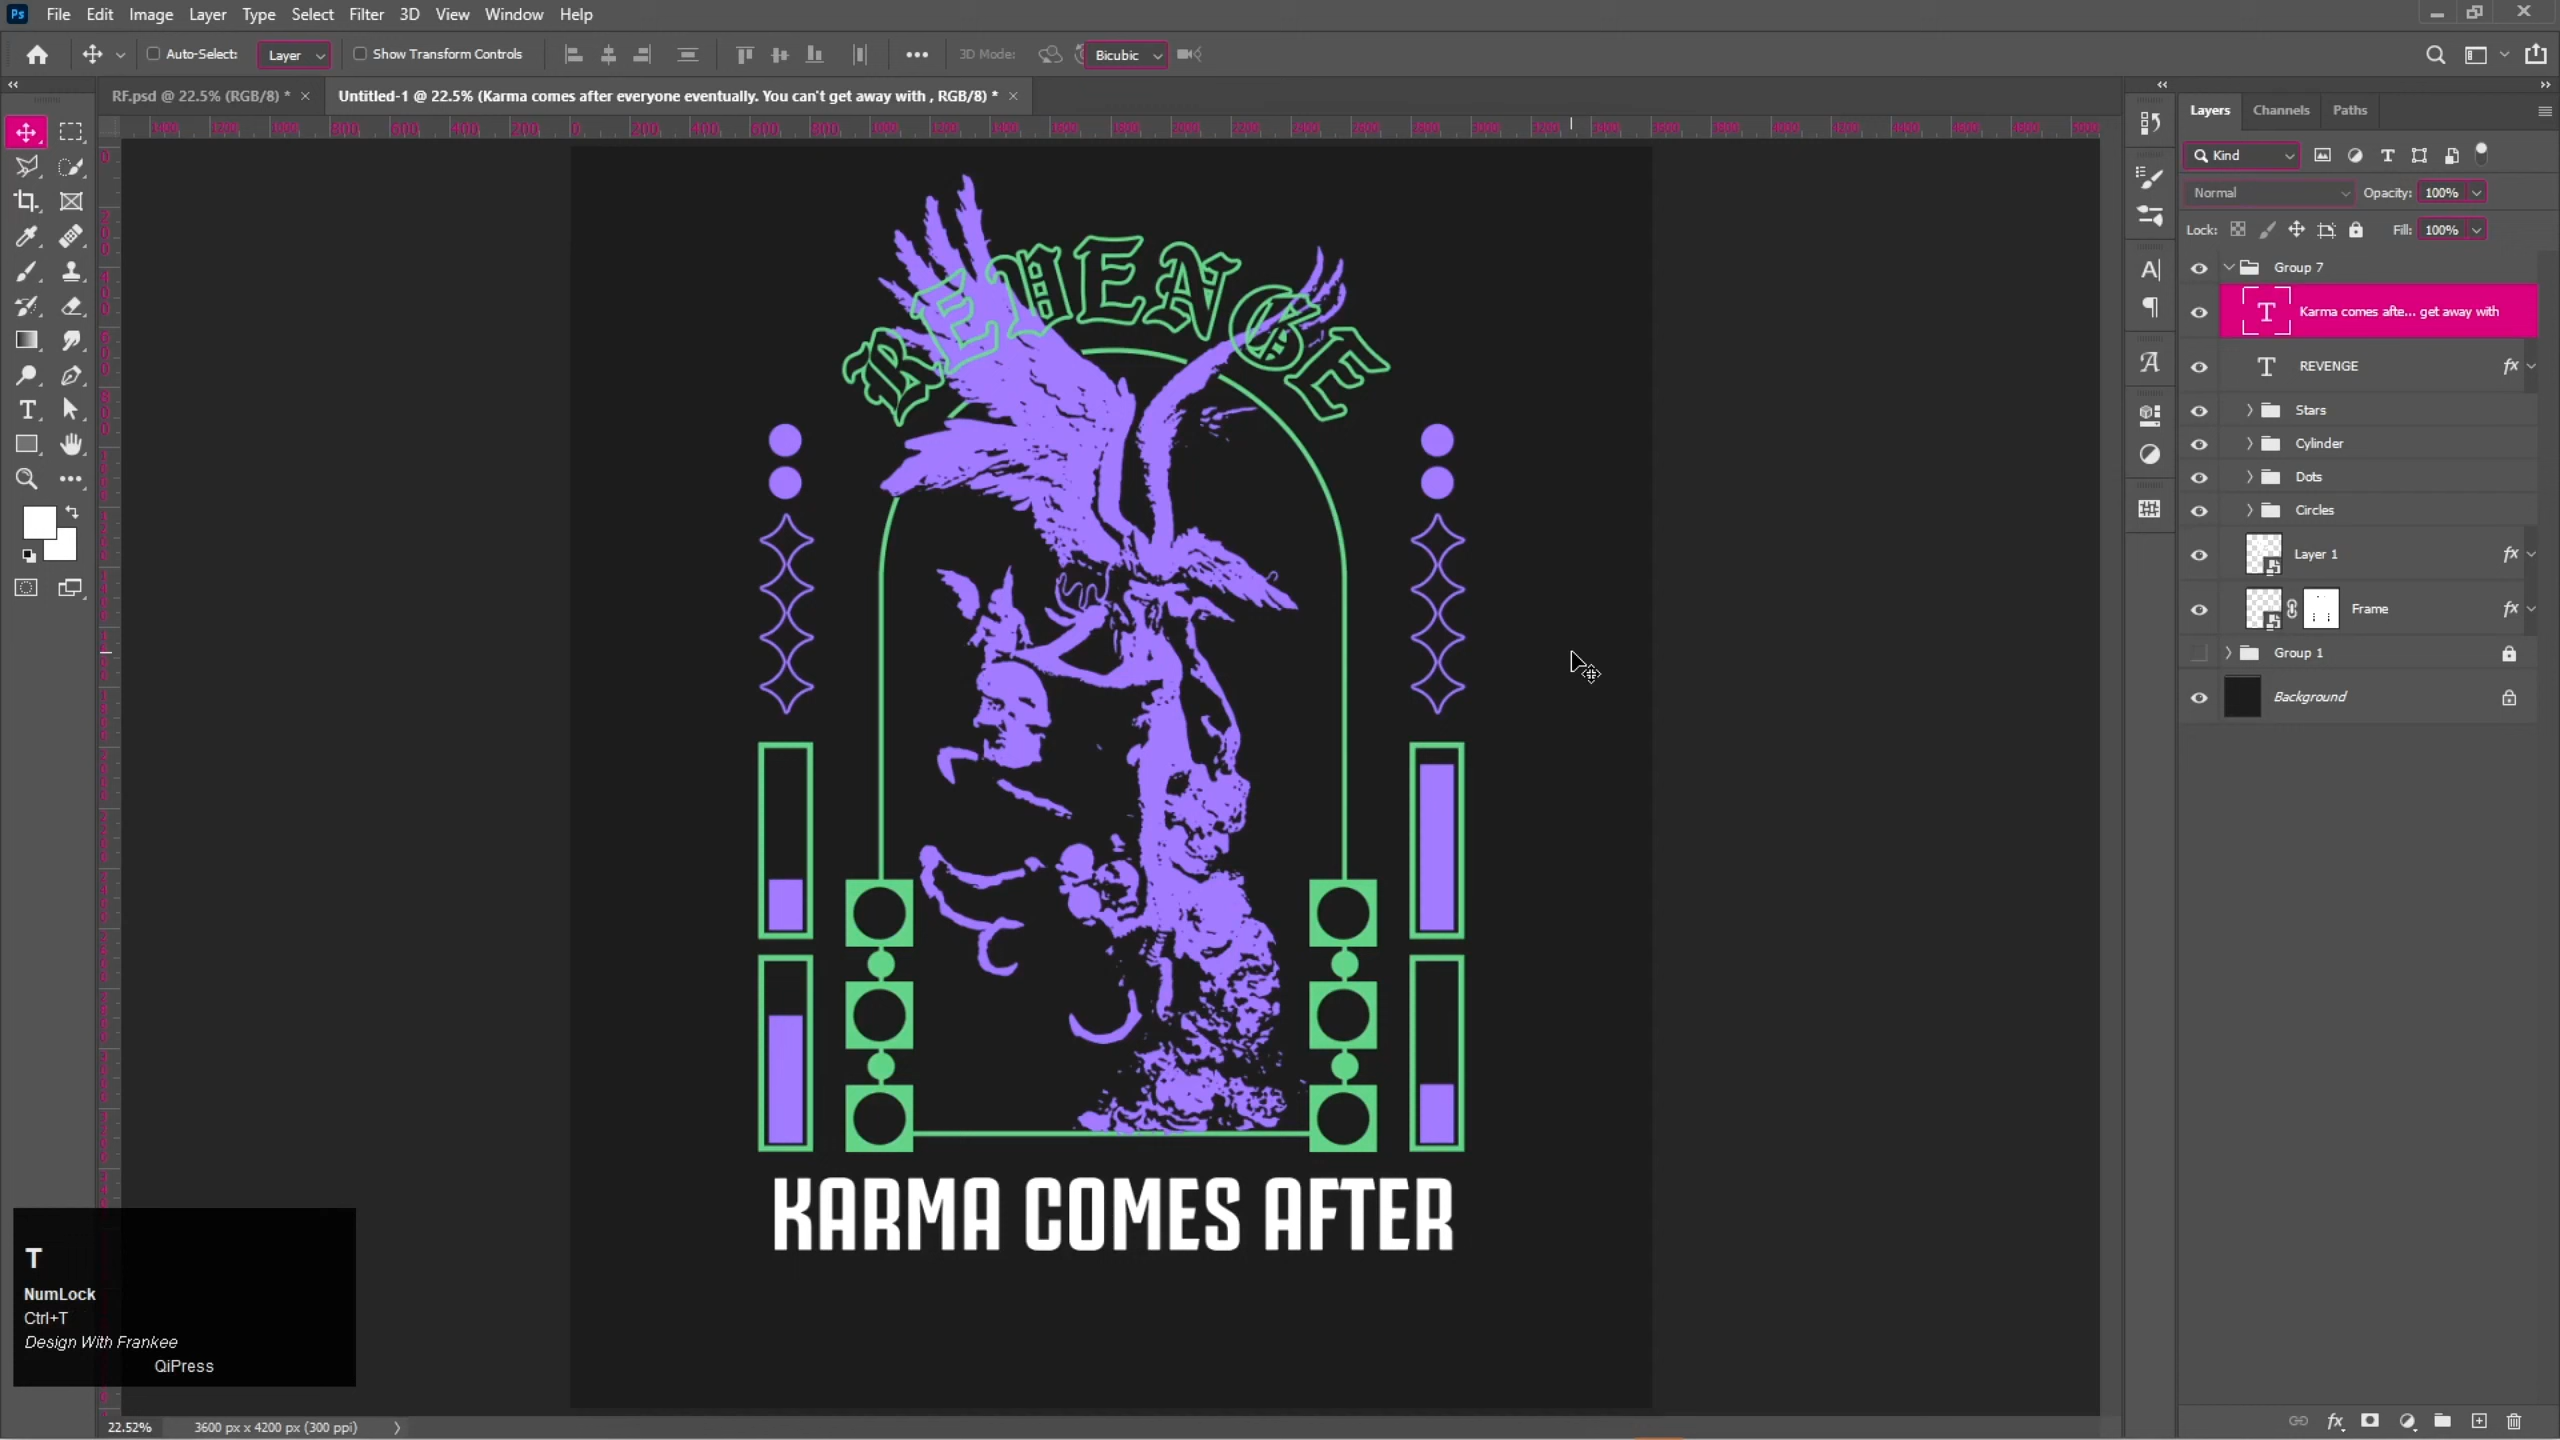 Ps File Edit Image Layer Type Select Filter 3D View Window Help
Auto-Select: Layer Show Transform Controls 3D Mode: Bicubic
RF.psd @ 22.5% (RGB/8) * × Untitled-1 @ 22.5% (Karma comes after everyone eventually. You can't get away with , RGB/8) * ×
Layers Channels Paths
Kind
Normal Opacity: 100%
Lock: Fill: 100%
Group 7
T Karma comes afte... get away with
T REVENGE fx
Stars
Cylinder
Dots
Circles
Layer 1 fx
Frame fx
Group 1
Background
REVENGE
KARMA COMES AFTER
T
NumLock
Ctrl+T
Design With Frankee
QiPress
22.52% 3600 px x 4200 px (300 ppi)